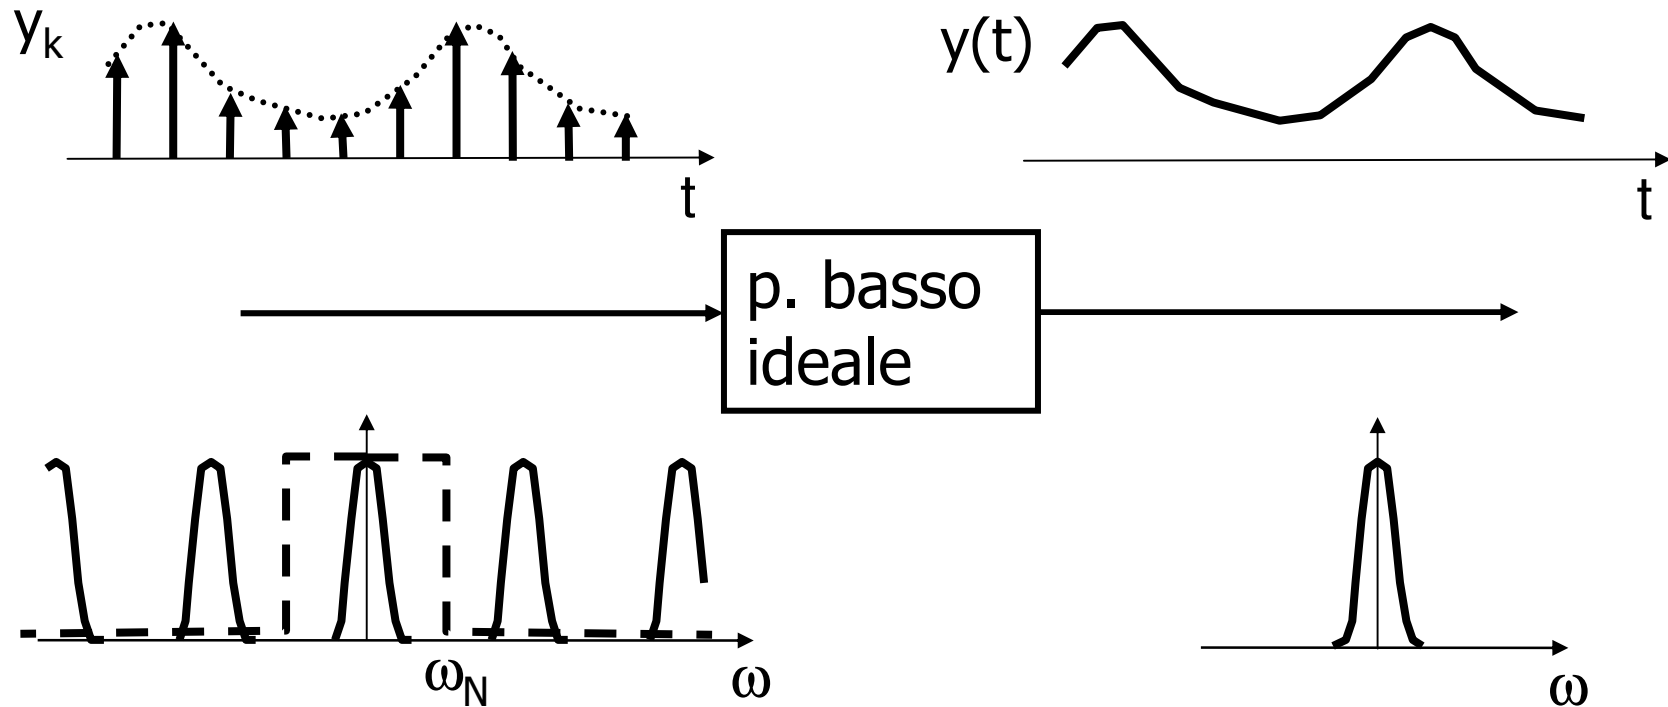 yk
y(t)
t
t
p. basso
ideale
ωN
ω
ω